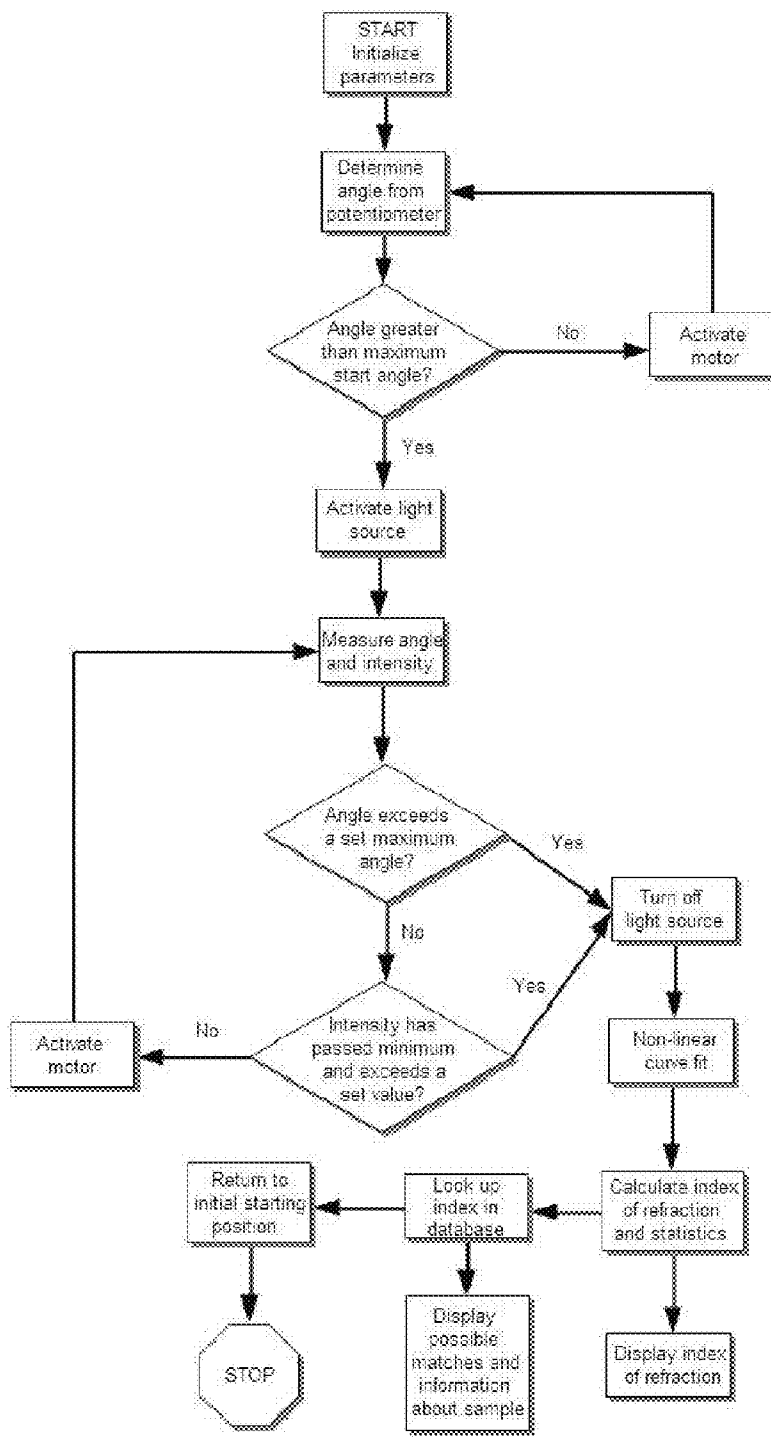 START
Initialize
parameters
Determine
angle from
potentiometer
Angle greater
than maximum
start angle?
No
Activate
motor
Yes
Activate light
source
Measure angle
and intensity
Angle exceeds
a set maximum
angle?
Yes
Turn off
light source
No
Yes
Intensity has
passed minimum
and exceeds a
set value?
No
Activate
motor
Non-linear
curve fit
Return to
initial starting
position
Look up
index in
database
Calculate index
of refraction
and statistics
STOP
Display
possible
matches and
information
about sample
Display index
of refraction